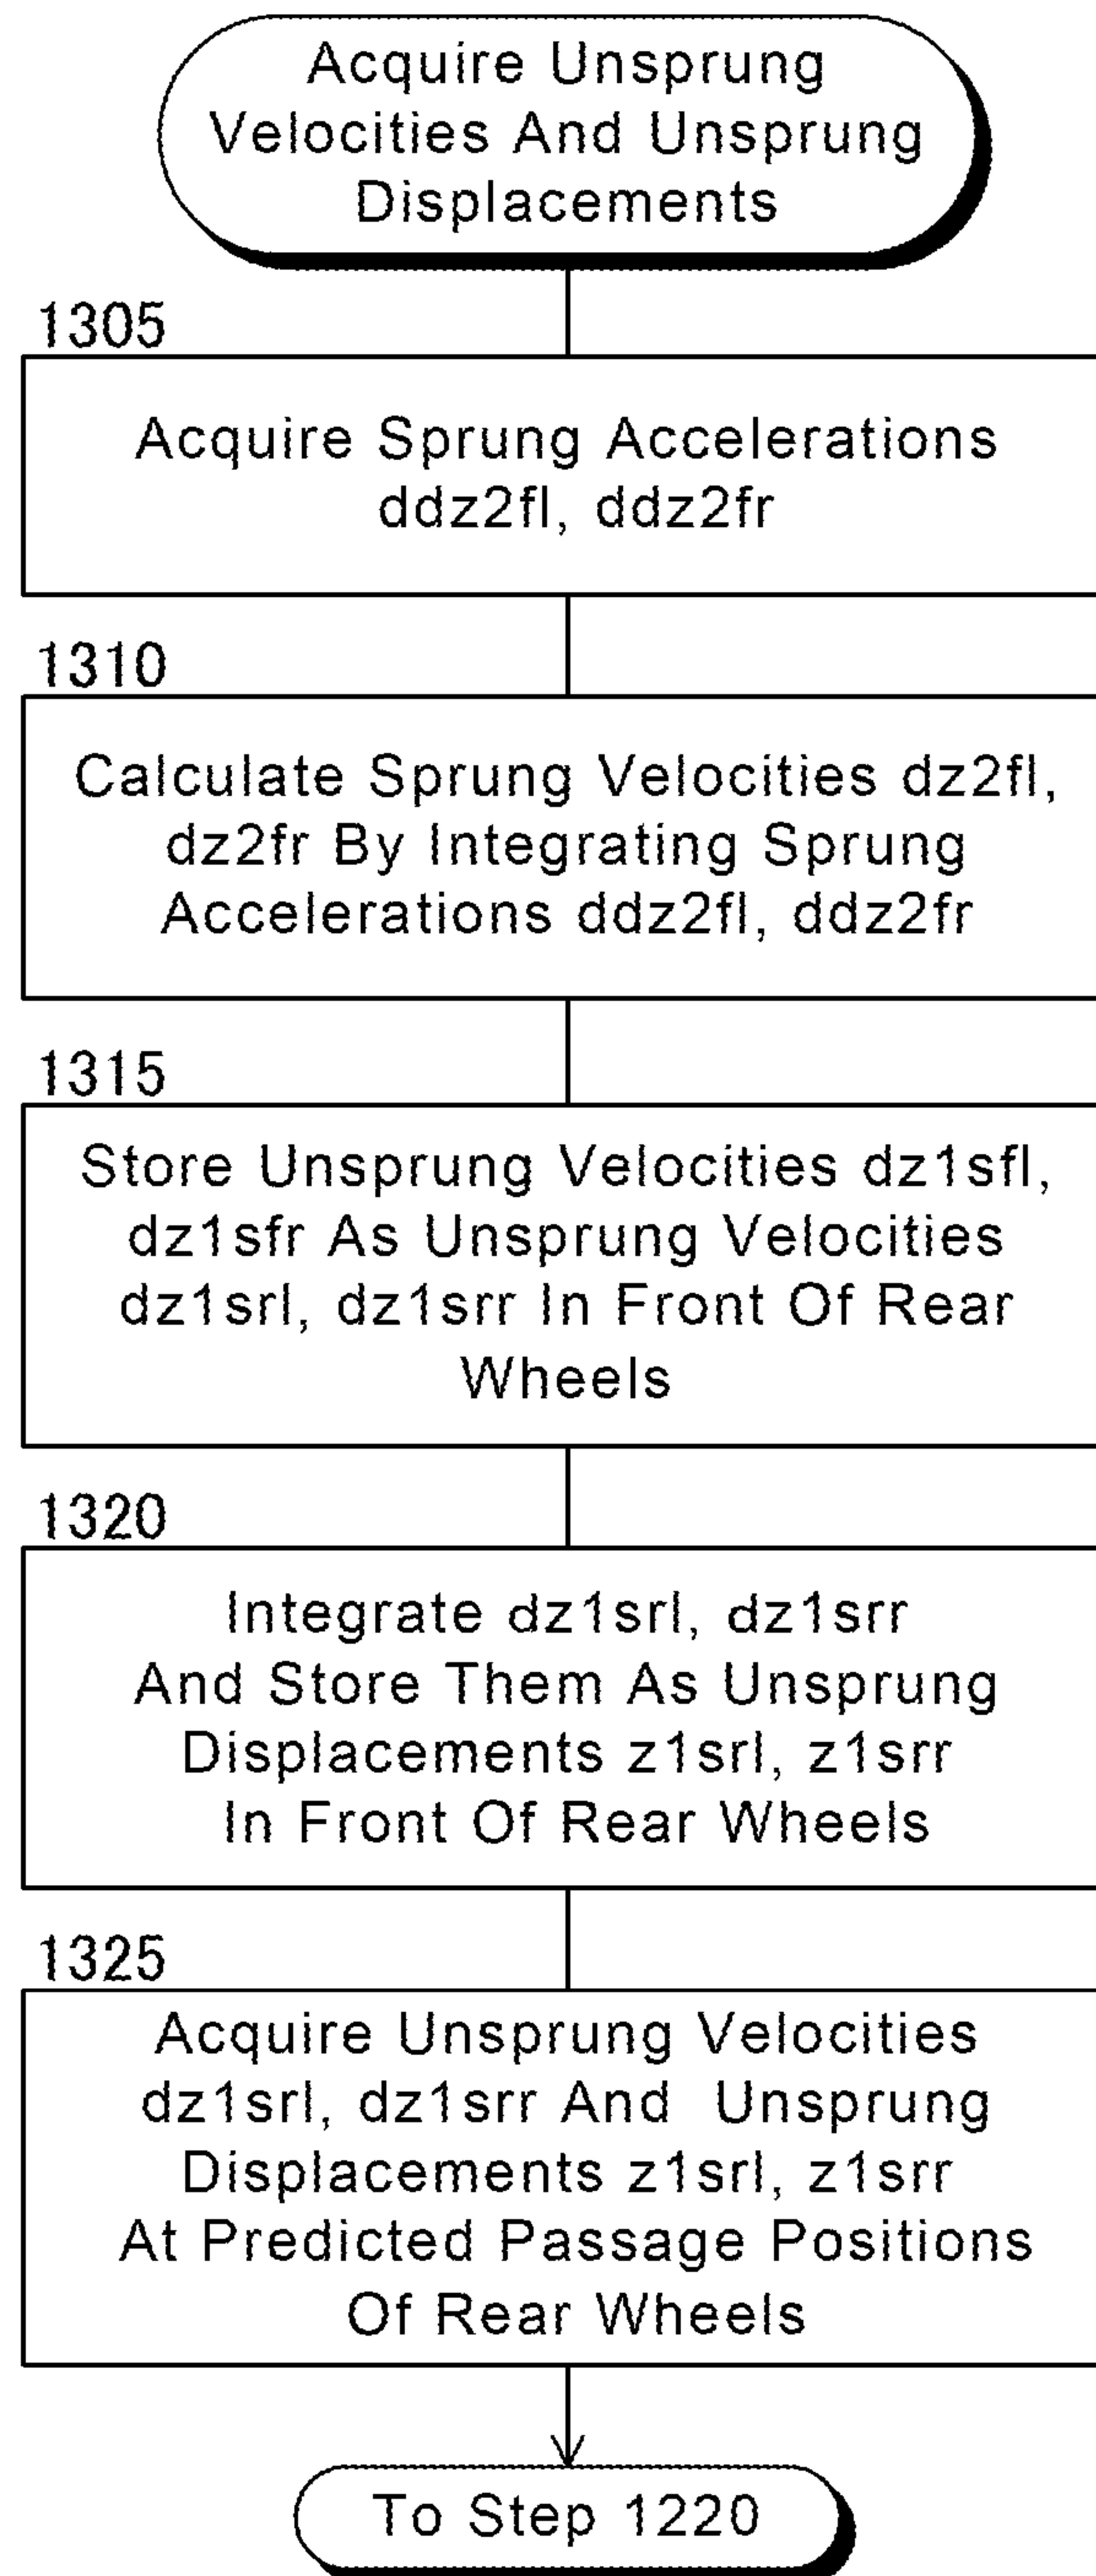 Acquire Unsprung
Velocities And Unsprung
Displacements
1305
Acquire Sprung Accelerations
ddz2fl, ddz2fr
1310
Calculate Sprung Velocities dz2fl,
dz2fr By Integrating Sprung
Accelerations ddz2fl, ddz2fr
1315
Store Unsprung Velocities dz1sfl,
dz1sfr As Unsprung Velocities
dz1srl, dz1srr In Front Of Rear
Wheels
1320
Integrate dz1srl, dz1srr
And Store Them As Unsprung
Displacements z1srl, z1srr
In Front Of Rear Wheels
1325
Acquire Unsprung Velocities
dz1srl, dz1srr And Unsprung
Displacements z1srl, z1srr
At Predicted Passage Positions
Of Rear Wheels
To Step 1220